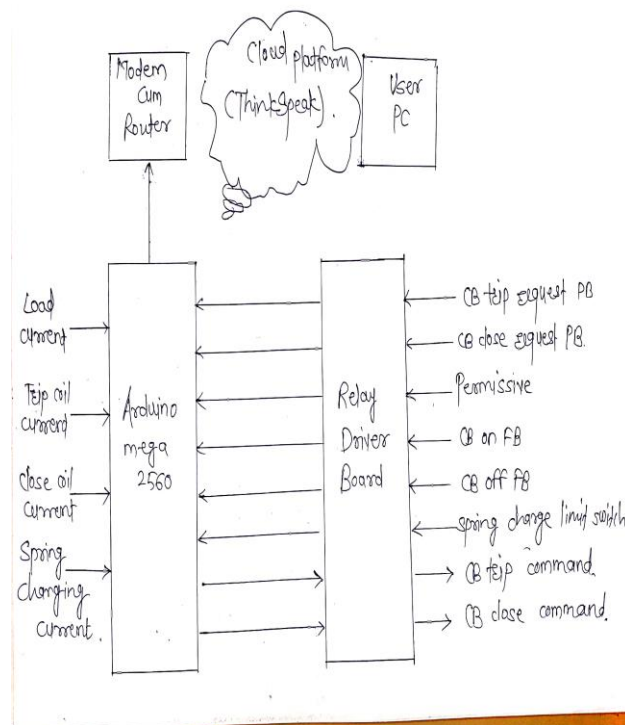 Modem
Cum
Router
Cloud platform
(ThinkSpeak).
User
PC
Load
current
Trip coil
current
close coil
current
Spring
charging
current.
Arduino
mega
2560
Relay
Driver
Board
CB trip request PB
CB close request PB.
Permissive
CB on FB
CB off FB
spring charge limit switch
CB trip command.
CB close command.